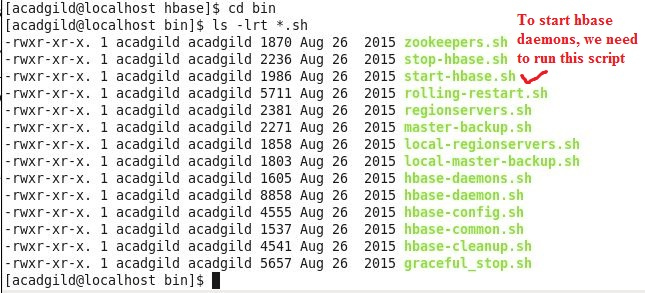 [acadgild@localhost hbase]$ cd bin
[acadgild@localhost bin]$ ls -lrt *.sh
-rwxr-xr-x. 1 acadgild acadgild 1870 Aug 26  2015 zookeepers.sh
-rwxr-xr-x. 1 acadgild acadgild 2236 Aug 26  2015 stop-hbase.sh
-rwxr-xr-x. 1 acadgild acadgild 1986 Aug 26  2015 start-hbase.sh
-rwxr-xr-x. 1 acadgild acadgild 5711 Aug 26  2015 rolling-restart.sh
-rwxr-xr-x. 1 acadgild acadgild 2381 Aug 26  2015 regionservers.sh
-rwxr-xr-x. 1 acadgild acadgild 2271 Aug 26  2015 master-backup.sh
-rwxr-xr-x. 1 acadgild acadgild 1858 Aug 26  2015 local-regionservers.sh
-rwxr-xr-x. 1 acadgild acadgild 1803 Aug 26  2015 local-master-backup.sh
-rwxr-xr-x. 1 acadgild acadgild 1605 Aug 26  2015 hbase-daemons.sh
-rwxr-xr-x. 1 acadgild acadgild 8858 Aug 26  2015 hbase-daemon.sh
-rwxr-xr-x. 1 acadgild acadgild 4555 Aug 26  2015 hbase-config.sh
-rwxr-xr-x. 1 acadgild acadgild 1537 Aug 26  2015 hbase-common.sh
-rwxr-xr-x. 1 acadgild acadgild 4541 Aug 26  2015 hbase-cleanup.sh
-rwxr-xr-x. 1 acadgild acadgild 5657 Aug 26  2015 graceful_stop.sh
[acadgild@localhost bin]$
To start hbase
daemons, we need
to run this script